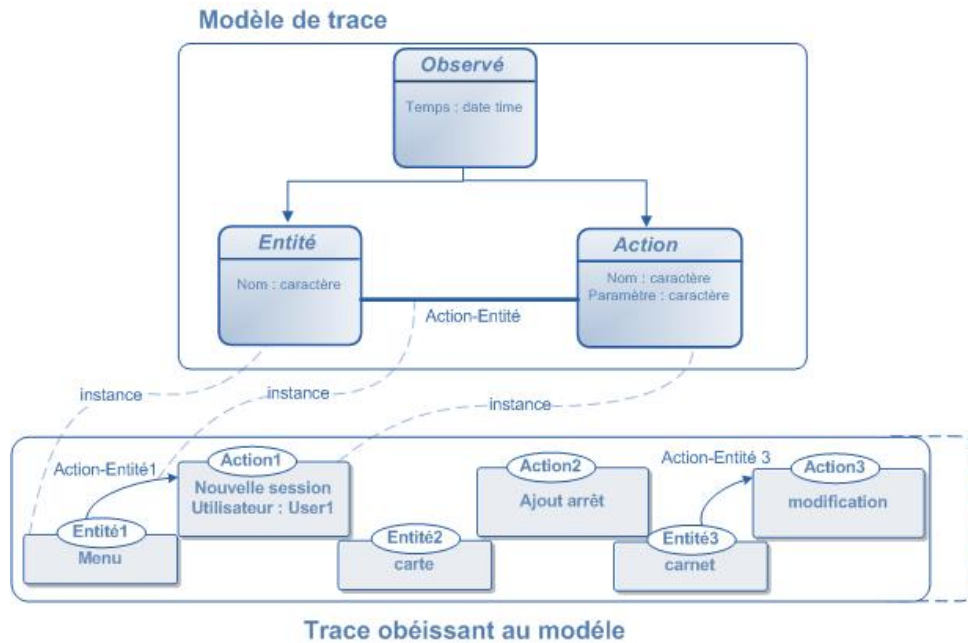 Modèle de trace
Observé
Temps : date time
Entité
Nom : caractère
Action
Nom : caractère
Paramètre : caractère
Action-Entité
instance
instance
instance
Action-Entité1
Action1
Nouvelle session
Utilisateur : User1
Entité1
Menu
Entité2
carte
Action2
Ajout arrêt
Action-Entité 3
Entité3
carnet
Action3
modification
Trace obéissant au modéle